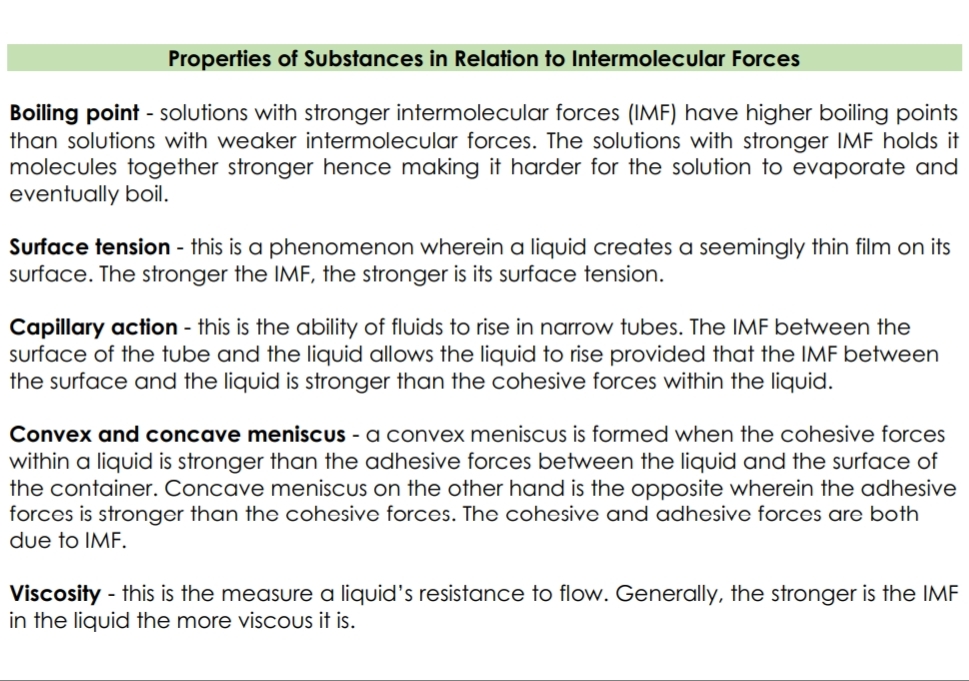 Properties of Substances in Relation to Intermolecular Forces
Boiling point - solutions with stronger intermolecular forces (IMF) have higher boiling points
than solutions with weaker intermolecular forces. The solutions with stronger IMF holds it
molecules together stronger hence making it harder for the solution to evaporate and
eventually boil.
Surface tension - this is a phenomenon wherein a liquid creates a seemingly thin film on its
surface. The stronger the IMF, the stronger is its surface tension.
Capillary action - this is the ability of fluids to rise in narrow tubes. The IMF between the
surface of the tube and the liquid allows the liquid to rise provided that the IMF between
the surface and the liquid is stronger than the cohesive forces within the liquid.
Convex and concave meniscus - a convex meniscus is formed when the cohesive forces
within a liquid is stronger than the adhesive forces between the liquid and the surface of
the container. Concave meniscus on the other hand is the opposite wherein the adhesive
forces is stronger than the cohesive forces. The cohesive and adhesive forces are both
due to IMF.
Viscosity - this is the measure a liquid's resistance to flow. Generally, the stronger is the IMF
in the liquid the more viscous it is.